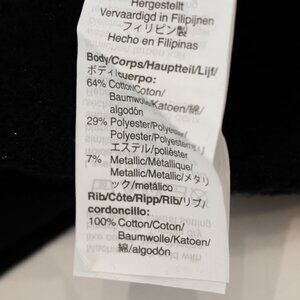 Hergestellt
Vervaardigd in Filipijnen
フィリピン製
Hecho en Filipinas
Body/Corps/Hauptteil/Lijf/
ボディ/cuerpo:
64% Cotton/Coton/
Baumwolle/Katoen/綿/
algodón
29% Polyester/Polyester/
Polyester/Polyester/
エステル/poliéster
7% Metallic/Métallique/
Metallic/Metallic/メタリ
ック/metálico
Rib/Côte/Ripp/Rib/リブ/
cordoncillo:
100% Cotton/Coton/
Baumwolle/Katoen/
綿/algodón